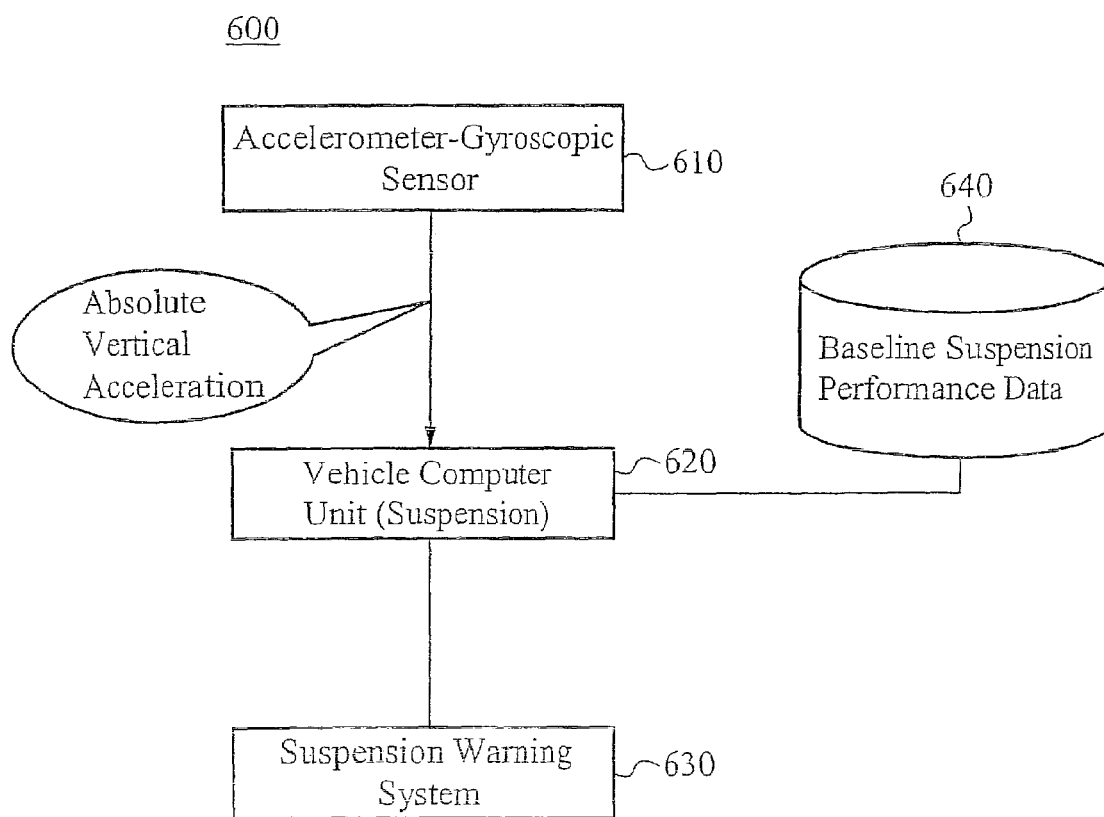 600
Accelerometer-Gyroscopic
Sensor
610
640
Absolute
Vertical
Acceleration
Baseline Suspension
Performance Data
Vehicle Computer
Unit (Suspension)
620
Suspension Warning
System
630